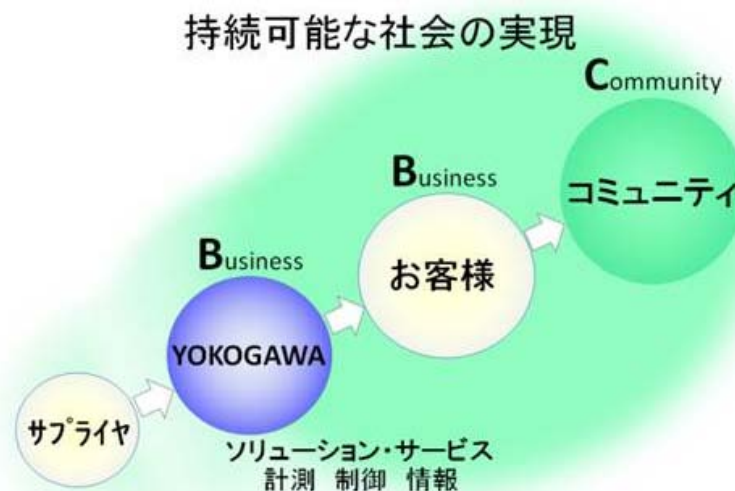 持続可能な社会の実現
Community
コミュニティ
Business
お客様
Business
YOKOGAWA
サプライヤ
ソリューション・サービス
計測 制御 情報